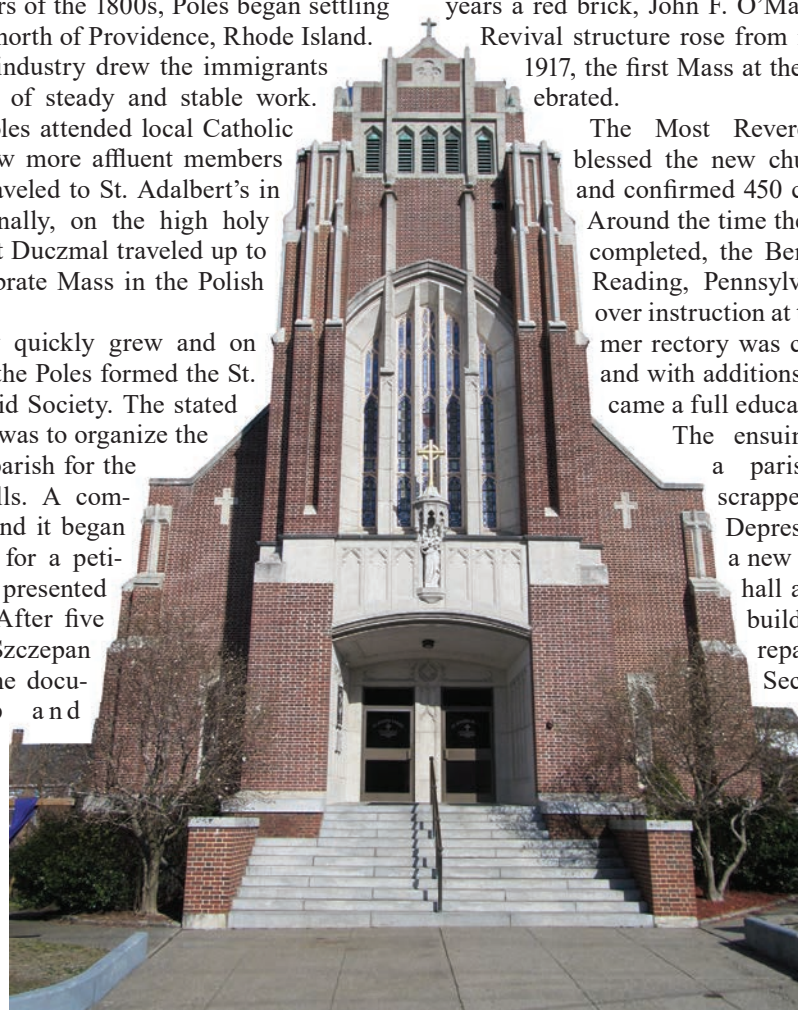 rs of the 1800s, Poles began settling
north of Providence, Rhode Island.
industry drew the immigrants
of steady and stable work.
oles attended local Catholic
w more affluent members
aveled to St. Adalbert's in
nally, on the high holy
t Duczmal traveled up to
brate Mass in the Polish
quickly grew and on
the Poles formed the St.
id Society. The stated
was to organize the
parish for the
lls. A com-
nd it began
for a peti-
presented
After five
Szczepan
ne docu-
and
years a red brick, John F. O'Ma
Revival structure rose from
1917, the first Mass at the
ebrated.
The Most Revere
blessed the new chu
and confirmed 450 c
Around the time the
completed, the Ber
Reading, Pennsylv
over instruction at
mer rectory was c
and with additions
came a full educa
The ensuin
a paris
scrappe
Depres
a new
hall a
build
repa
Sec